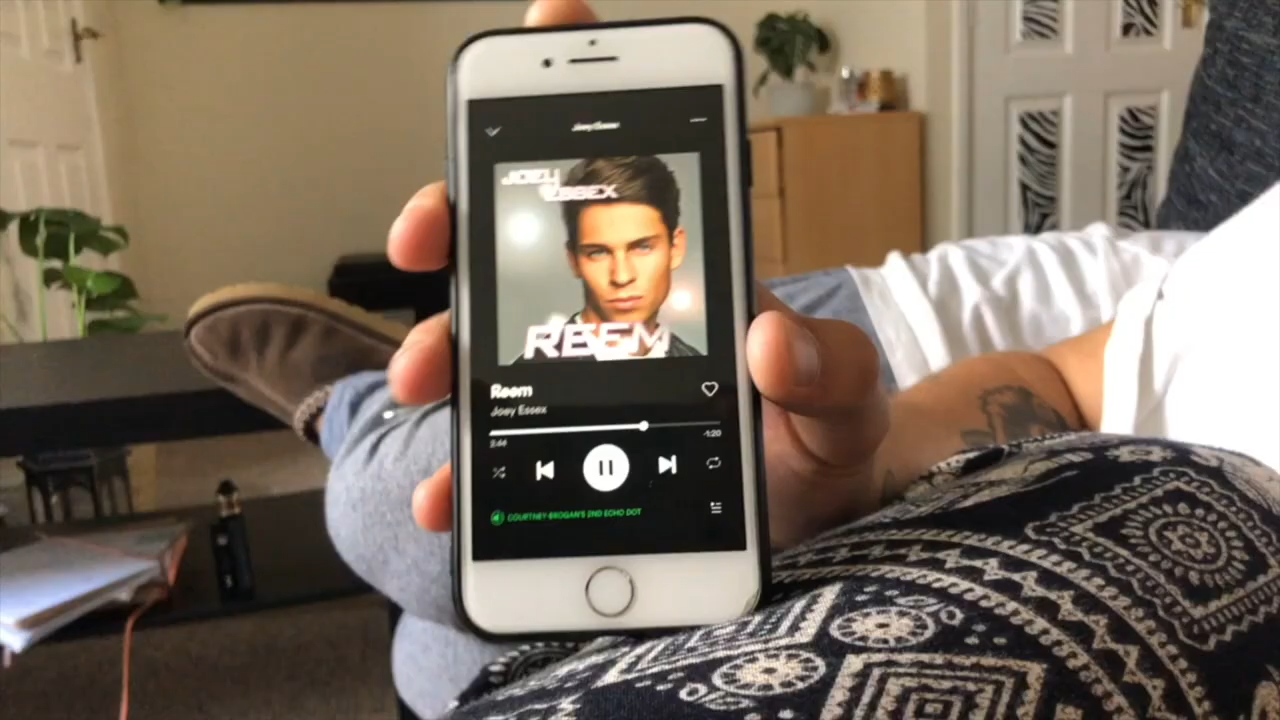 Joey Essex
JOEY
ESSEX
REEM
Reem
Joey Essex
2:44
-1:20
COURTNEY BROGAN'S 2ND ECHO DOT